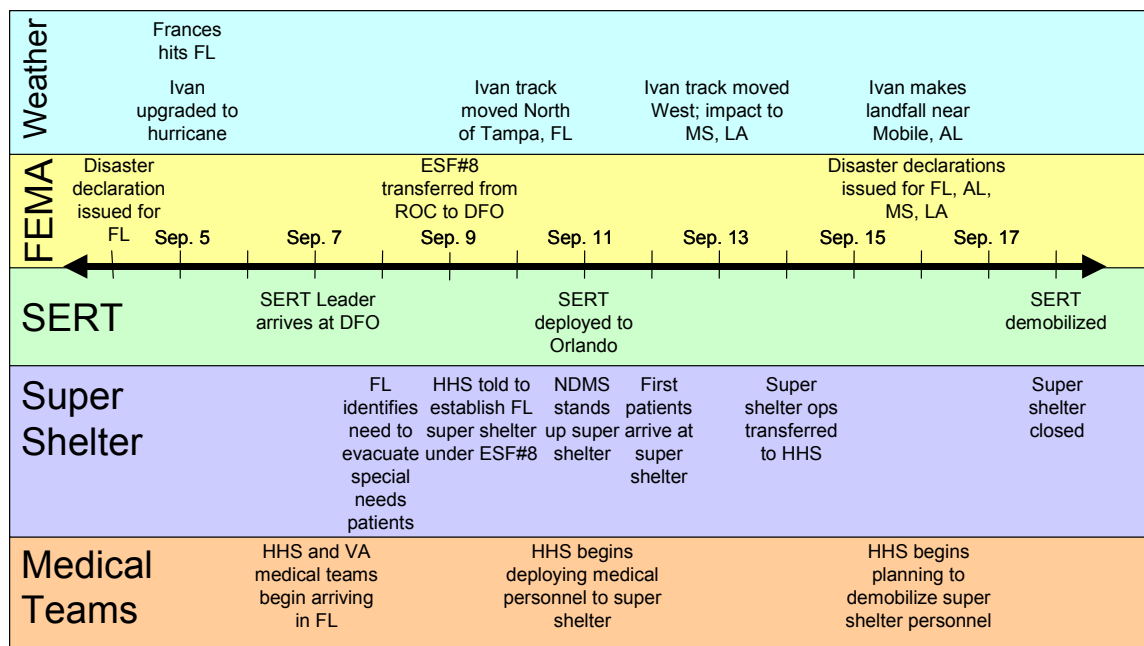 Weather
Frances
hits FL
Ivan
upgraded to
hurricane
Ivan track
moved North
of Tampa, FL
Ivan track moved
West; impact to
MS, LA
Ivan makes
landfall near
Mobile, AL
FEMA
Disaster
declaration
issued for
FL
ESF#8
transferred from
ROC to DFO
Disaster declarations
issued for FL, AL,
MS, LA
Sep. 5
Sep. 7
Sep. 9
Sep. 11
Sep. 13
Sep. 15
Sep. 17
SERT
SERT Leader
arrives at DFO
SERT
deployed to
Orlando
SERT
demobilized
Super
Shelter
FL
identifies
need to
evacuate
special
needs
patients
HHS told to
establish FL
super shelter
under ESF#8
NDMS
stands
up super
shelter
First
patients
arrive at
super
shelter
Super
shelter ops
transferred
to HHS
Super
shelter
closed
Medical
Teams
HHS and VA
medical teams
begin arriving
in FL
HHS begins
deploying medical
personnel to super
shelter
HHS begins
planning to
demobilize super
shelter personnel